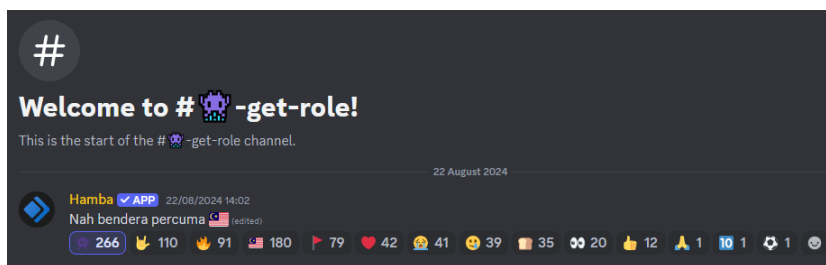 #
Welcome to #👾-get-role!
This is the start of the #👾-get-role channel.
22 August 2024
Hamba ✓ APP 22/08/2024 14:02
Nah bendera percuma 🇲🇾 (edited)
👾 266 🤟 110 🔥 91 🇲🇾 180 🚩 79 ❤️ 42 😭 41 🥲 39 🍞 35 👀 20 👍 12 🙏 1 🔟 1 ⚽ 1